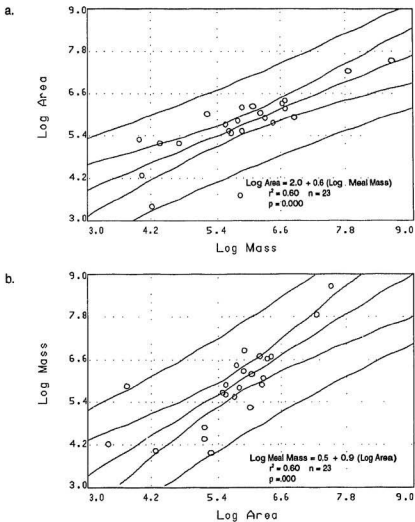 a.
9.0
7.8
6.6
5.4
4.2
3.0
Log Area
Log Area = 2.0 + 0.6 (Log Meal Mass)
r² = 0.60 n = 23
p = 0.000
3.0 4.2 5.4 6.6 7.8 9.0
Log Mass
b.
9.0
7.8
6.6
5.4
4.2
3.0
Log Mass
Log Meal Mass = 0.5 + 0.9 (Log Area)
r² = 0.60 n = 23
p =.000
3.0 4.2 5.4 6.6 7.8 9.0
Log Area